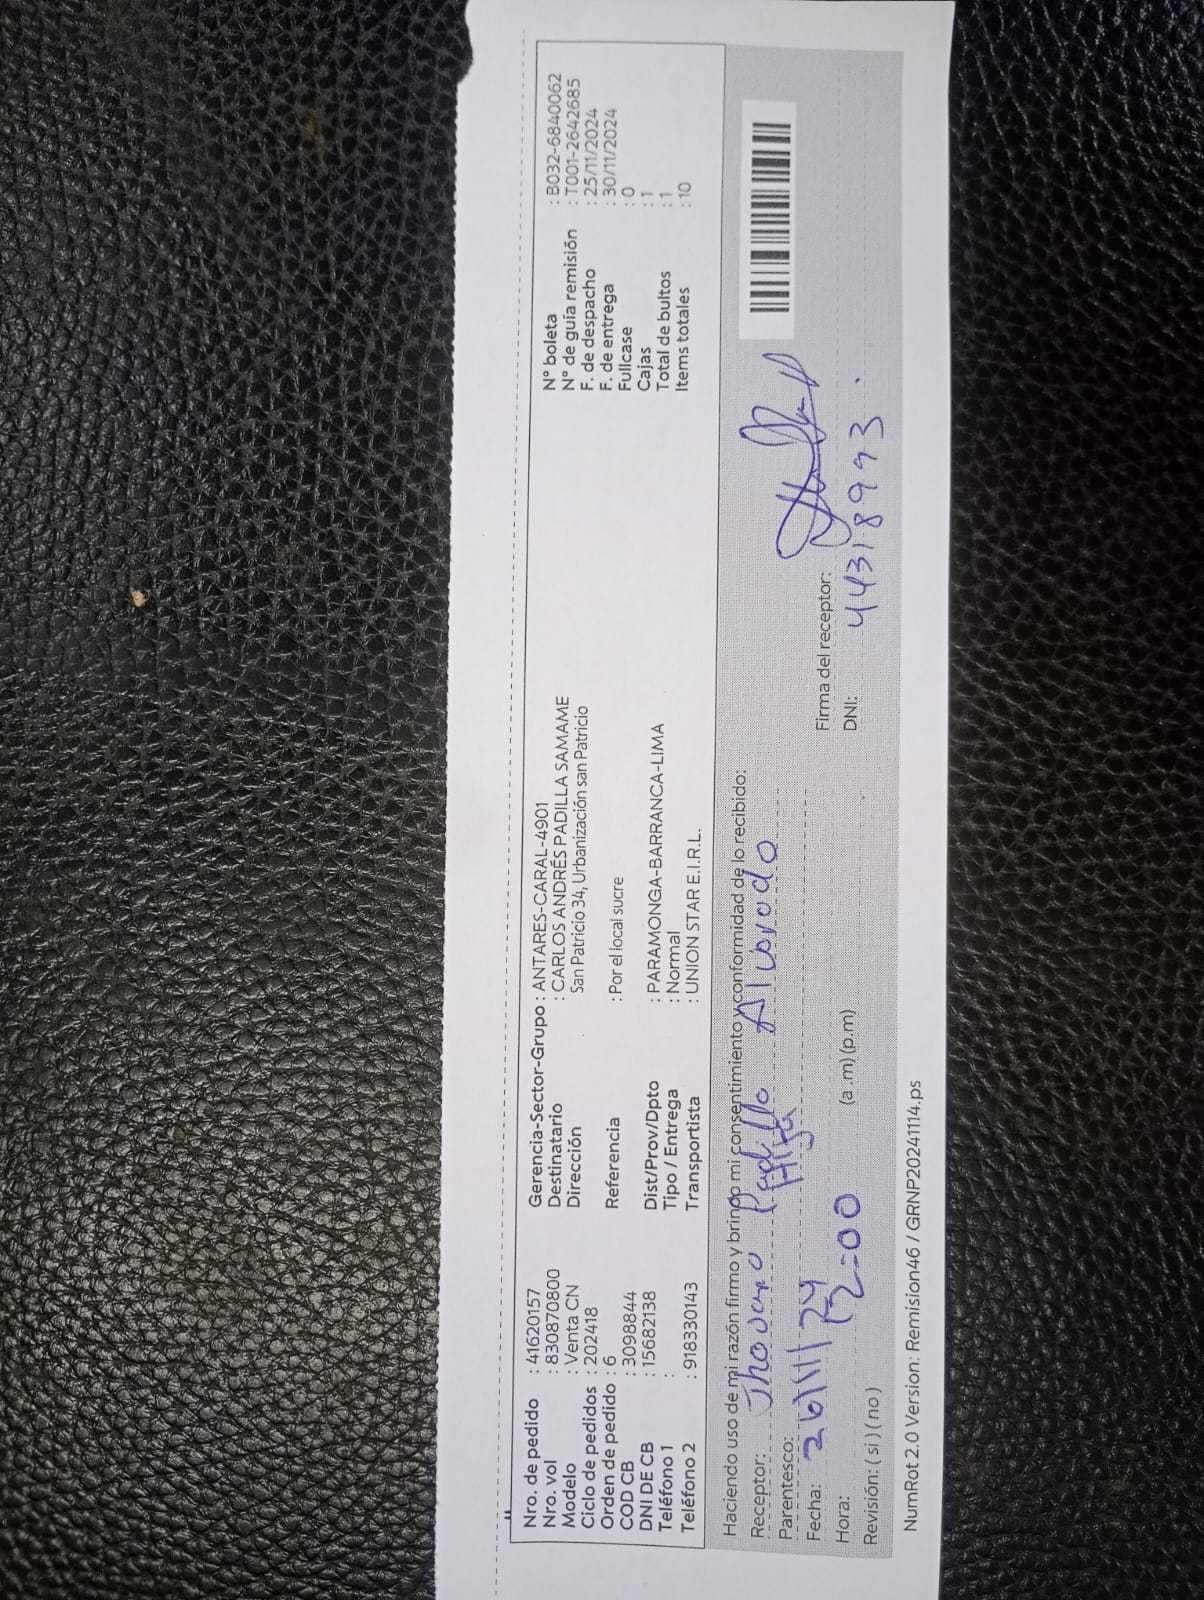 Nro. de pedido : 41620157
Nro. vol : 830870800
Modelo : Venta CN
Ciclo de pedidos : 202418
Orden de pedido : 6
COD CB : 3098844
DNI DE CB : 15682138
Teléfono 1 :
Teléfono 2 : 918330143
Gerencia-Sector-Grupo : ANTARES-CARAL-4901
Destinatario : CARLOS ANDRÉS PADILLA SAMAME
Dirección San Patricio 34, Urbanización san Patricio
Referencia : Por el local sucre
Dist/Prov/Dpto : PARAMONGA-BARRANCA-LIMA
Tipo / Entrega : Normal
Transportista : UNION STAR E.I.R.L.
N° boleta : B032-6840062
N° de guía remisión : T001-2642685
F. de despacho : 25/11/2024
F. de entrega : 30/11/2024
Fullcase : 0
Cajas : 1
Total de bultos : 1
Items totales : 10
Haciendo uso de mi razón firmo y brindo mi consentimiento y conformidad de lo recibido:
Receptor: Jhovano Padilla Alvarado
Parentesco: Hija
Fecha: 26/11/24
Hora: 12:00 (a .m) (p.m)
Revisión: ( si ) ( no )
Firma del receptor:
DNI: 44318993.
NumRot 2.0 Version: Remision46 / GRNP20241114.ps